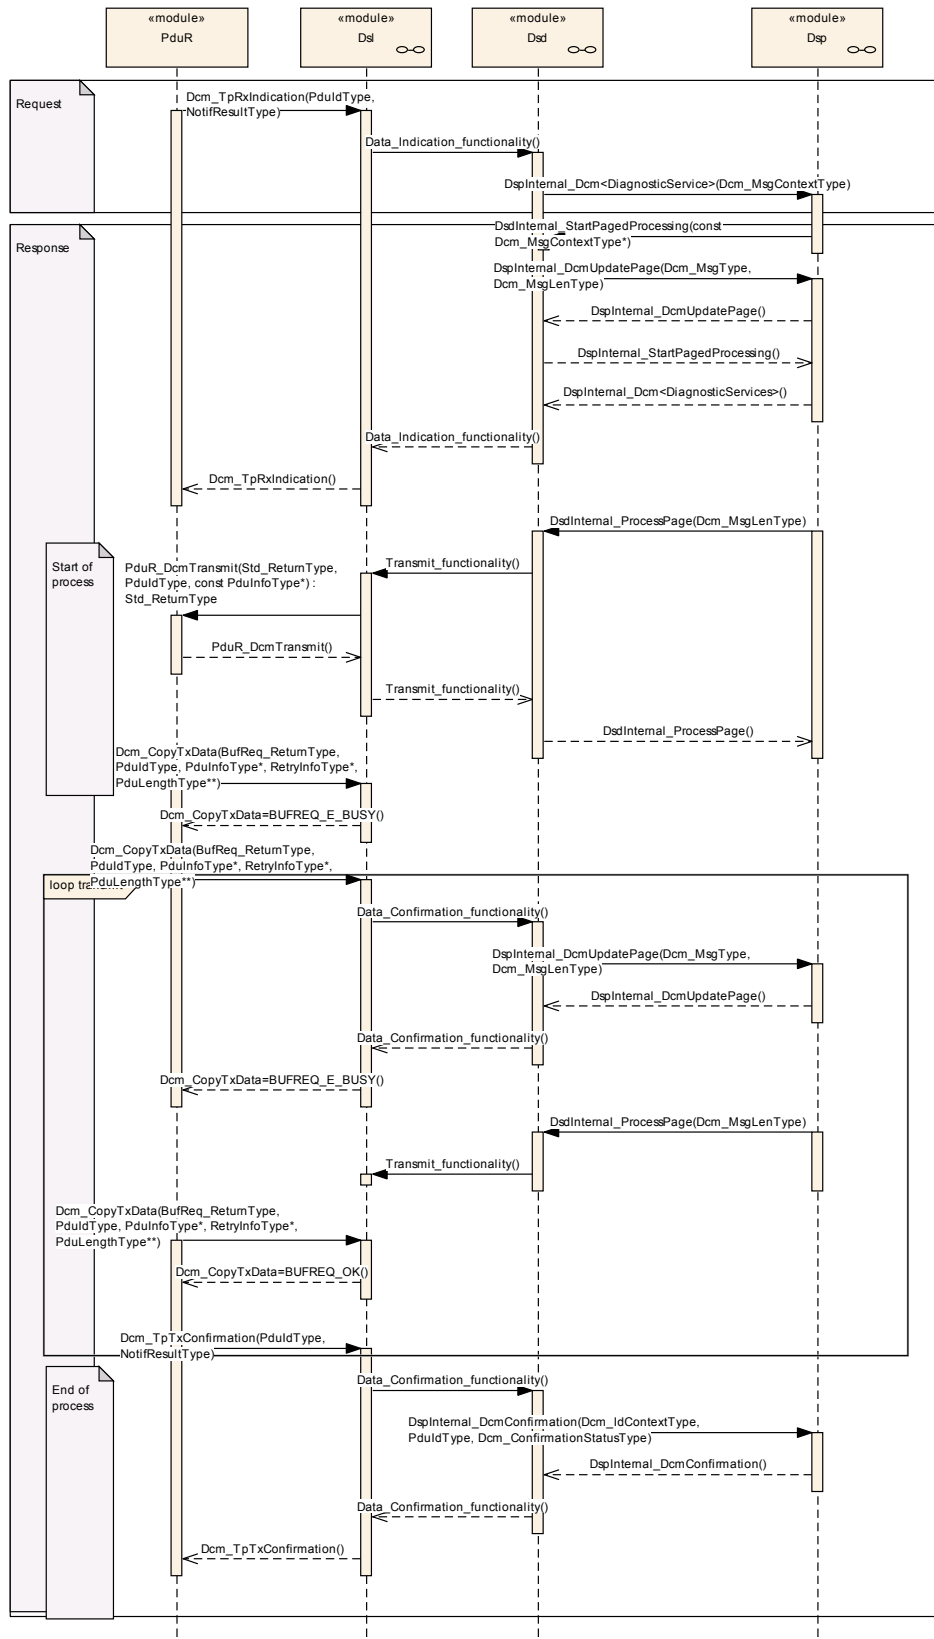 «module»
PduR
«module»
Dsl
«module»
Dsd
«module»
Dsp
Request
Dcm_TpRxIndication(PduIdType,
NotifResultType)
Data_Indication_functionality()
DspInternal_Dcm<DiagnosticService>(Dcm_MsgContextType)
Response
DsdInternal_StartPagedProcessing(const
Dcm_MsgContextType*)
DspInternal_DcmUpdatePage(Dcm_MsgType,
Dcm_MsgLenType)
DspInternal_DcmUpdatePage()
DspInternal_StartPagedProcessing()
DspInternal_Dcm<DiagnosticServices>()
Data_Indication_functionality()
Dcm_TpRxIndication()
DsdInternal_ProcessPage(Dcm_MsgLenType)
Start of
process
Transmit_functionality()
PduR_DcmTransmit(Std_ReturnType,
PduIdType, const PduInfoType*) :
Std_ReturnType
PduR_DcmTransmit()
Transmit_functionality()
DsdInternal_ProcessPage()
Dcm_CopyTxData(BufReq_ReturnType,
PduIdType, PduInfoType*, RetryInfoType*,
PduLengthType**)
Dcm_CopyTxData=BUFREQ_E_BUSY()
Dcm_CopyTxData(BufReq_ReturnType,
PduIdType, PduInfoType*, RetryInfoType*,
PduLengthType**)
loop
Data_Confirmation_functionality()
DspInternal_DcmUpdatePage(Dcm_MsgType,
Dcm_MsgLenType)
DspInternal_DcmUpdatePage()
Data_Confirmation_functionality()
Dcm_CopyTxData=BUFREQ_E_BUSY()
DsdInternal_ProcessPage(Dcm_MsgLenType)
Transmit_functionality()
Dcm_CopyTxData(BufReq_ReturnType,
PduIdType, PduInfoType*, RetryInfoType*,
PduLengthType**)
Dcm_CopyTxData=BUFREQ_OK()
Dcm_TpTxConfirmation(PduIdType,
NotifResultType)
End of
process
Data_Confirmation_functionality()
DspInternal_DcmConfirmation(Dcm_IdContextType,
PduIdType, Dcm_ConfirmationStatusType)
DspInternal_DcmConfirmation()
Data_Confirmation_functionality()
Dcm_TpTxConfirmation()